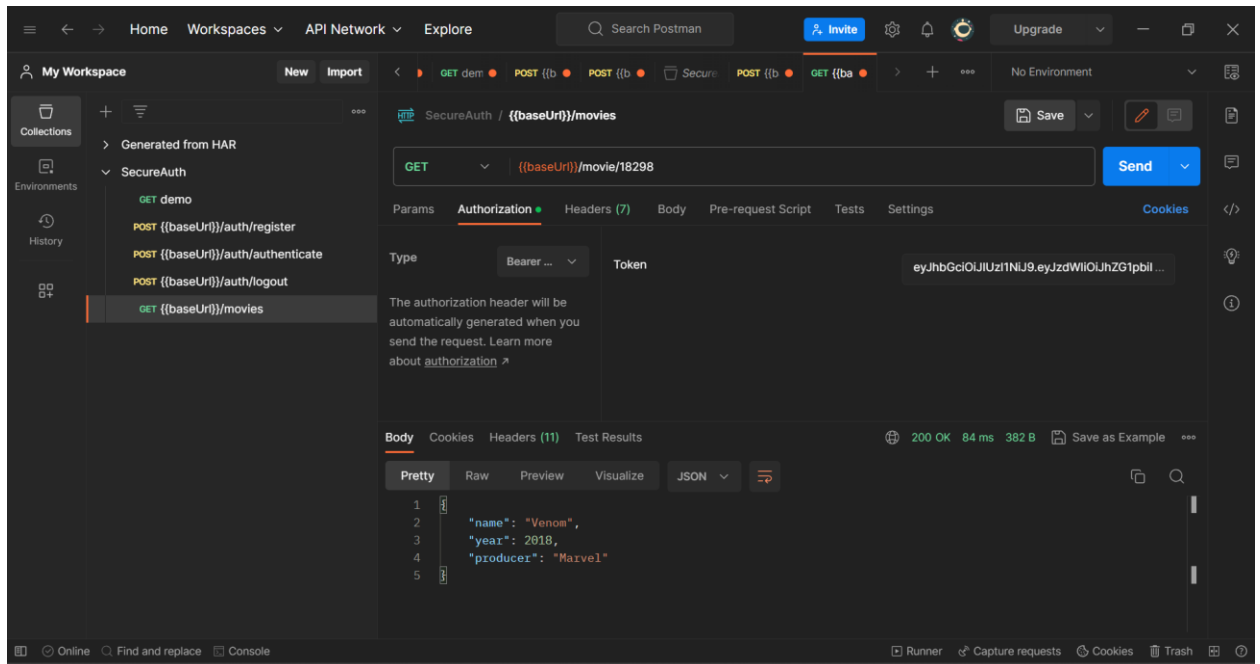 Home Workspaces API Network Explore Search Postman Invite Upgrade
My Workspace New Import GET dem POST {{b POST {{b Secure POST {{b GET {{ba No Environment
Collections
Environments
History
Generated from HAR
SecureAuth
GET demo
POST {{baseUrl}}/auth/register
POST {{baseUrl}}/auth/authenticate
POST {{baseUrl}}/auth/logout
GET {{baseUrl}}/movies
HTTP SecureAuth / {{baseUrl}}/movies Save
GET {{baseUrl}}/movie/18298 Send
Params Authorization Headers (7) Body Pre-request Script Tests Settings Cookies
Type Bearer ... Token eyJhbGciOiJIUzI1NiJ9.eyJzdWIiOiJhZG1pbiI ...
The authorization header will be
automatically generated when you
send the request. Learn more
about authorization ↗
Body Cookies Headers (11) Test Results 200 OK 84 ms 382 B Save as Example
Pretty Raw Preview Visualize JSON
1 {
2 "name": "Venom",
3 "year": 2018,
4 "producer": "Marvel"
5 }
Online Find and replace Console Runner Capture requests Cookies Trash